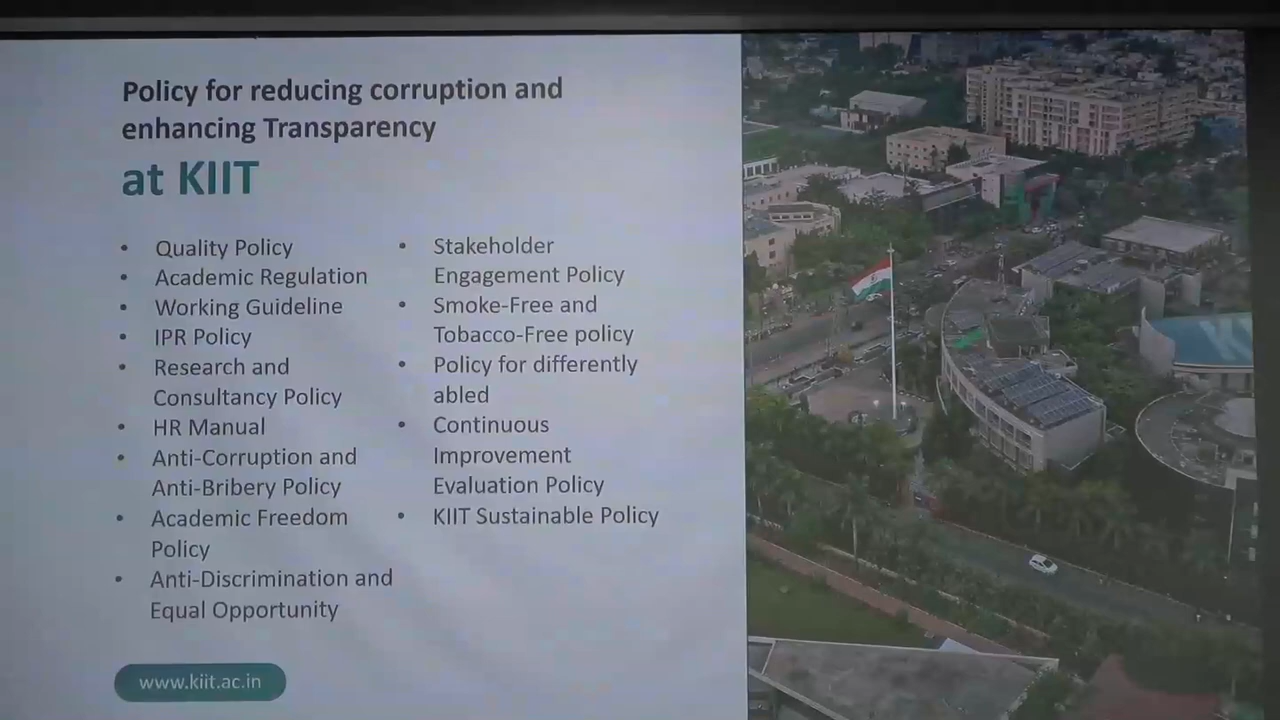 Policy for reducing corruption and
enhancing Transparency
at KIIT
• Quality Policy
• Academic Regulation
• Working Guideline
• IPR Policy
• Research and
Consultancy Policy
• HR Manual
• Anti-Corruption and
Anti-Bribery Policy
• Academic Freedom
Policy
• Anti-Discrimination and
Equal Opportunity
• Stakeholder
Engagement Policy
• Smoke-Free and
Tobacco-Free policy
• Policy for differently
abled
• Continuous
Improvement
Evaluation Policy
• KIIT Sustainable Policy
www.kiit.ac.in